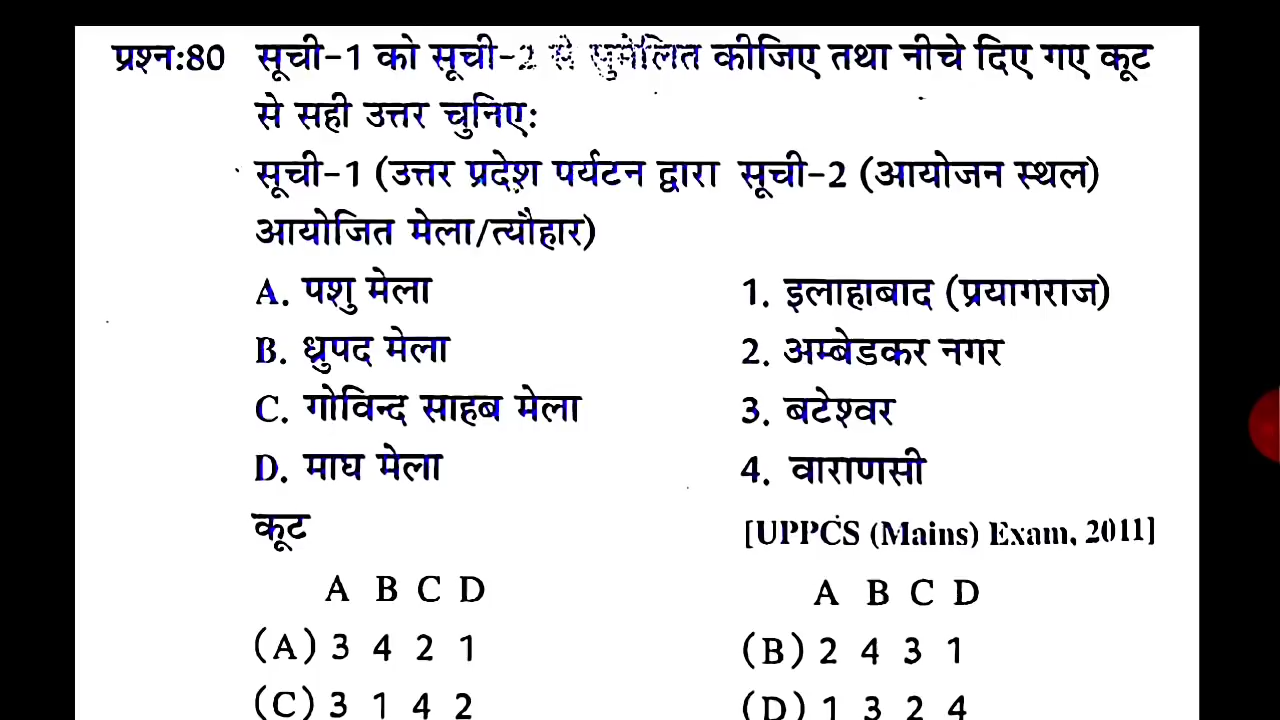 प्रश्न:80 सूची-1 को सूची-2 से सुमेलित कीजिए तथा नीचे दिए गए कूट
से सही उत्तर चुनिए:
सूची-1 (उत्तर प्रदेश पर्यटन द्वारा सूची-2 (आयोजन स्थल)
आयोजित मेला/त्यौहार)
A. पशु मेला 1. इलाहाबाद (प्रयागराज)
B. ध्रुपद मेला 2. अम्बेडकर नगर
C. गोविन्द साहब मेला 3. बटेश्वर
D. माघ मेला 4. वाराणसी
कूट [UPPCS (Mains) Exam, 2011]
A B C D A B C D
(A) 3 4 2 1 (B) 2 4 3 1
(C) 3 1 4 2 (D) 1 3 2 4